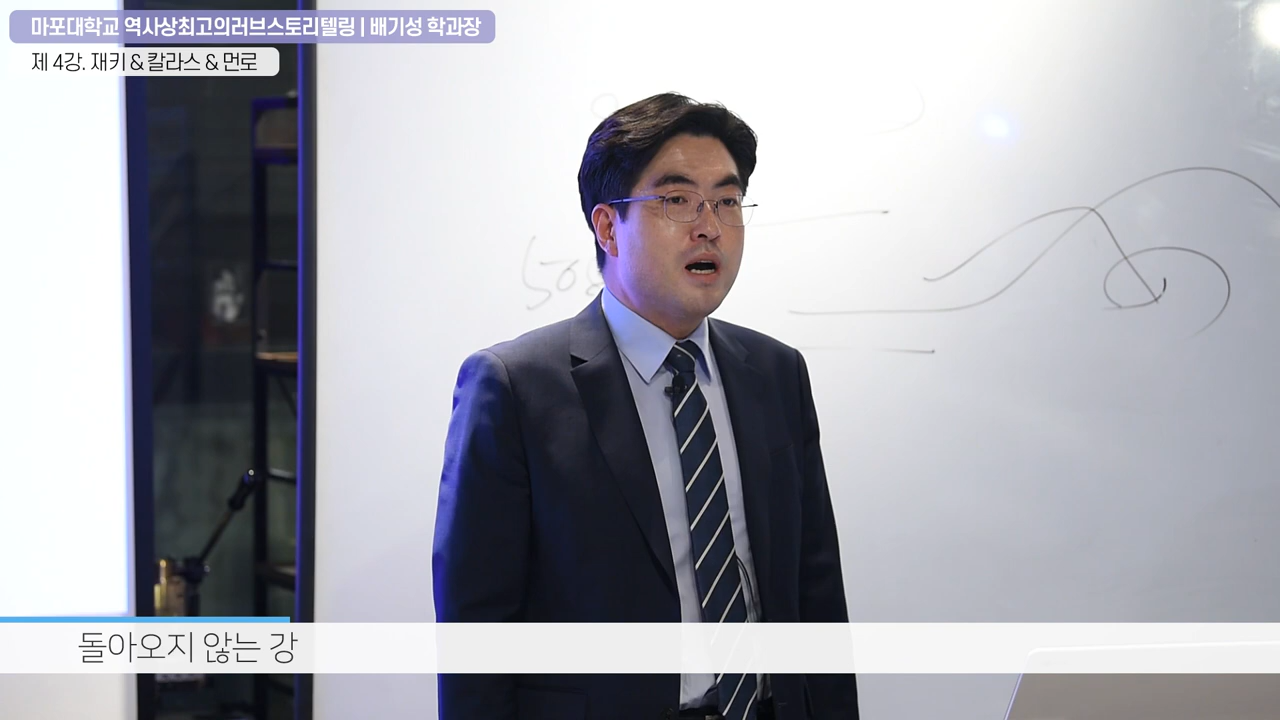 마포대학교 역사상최고의러브스토리텔링 | 배기성 학과장
제 4강. 재키 & 칼라스 & 먼로
돌아오지 않는 강